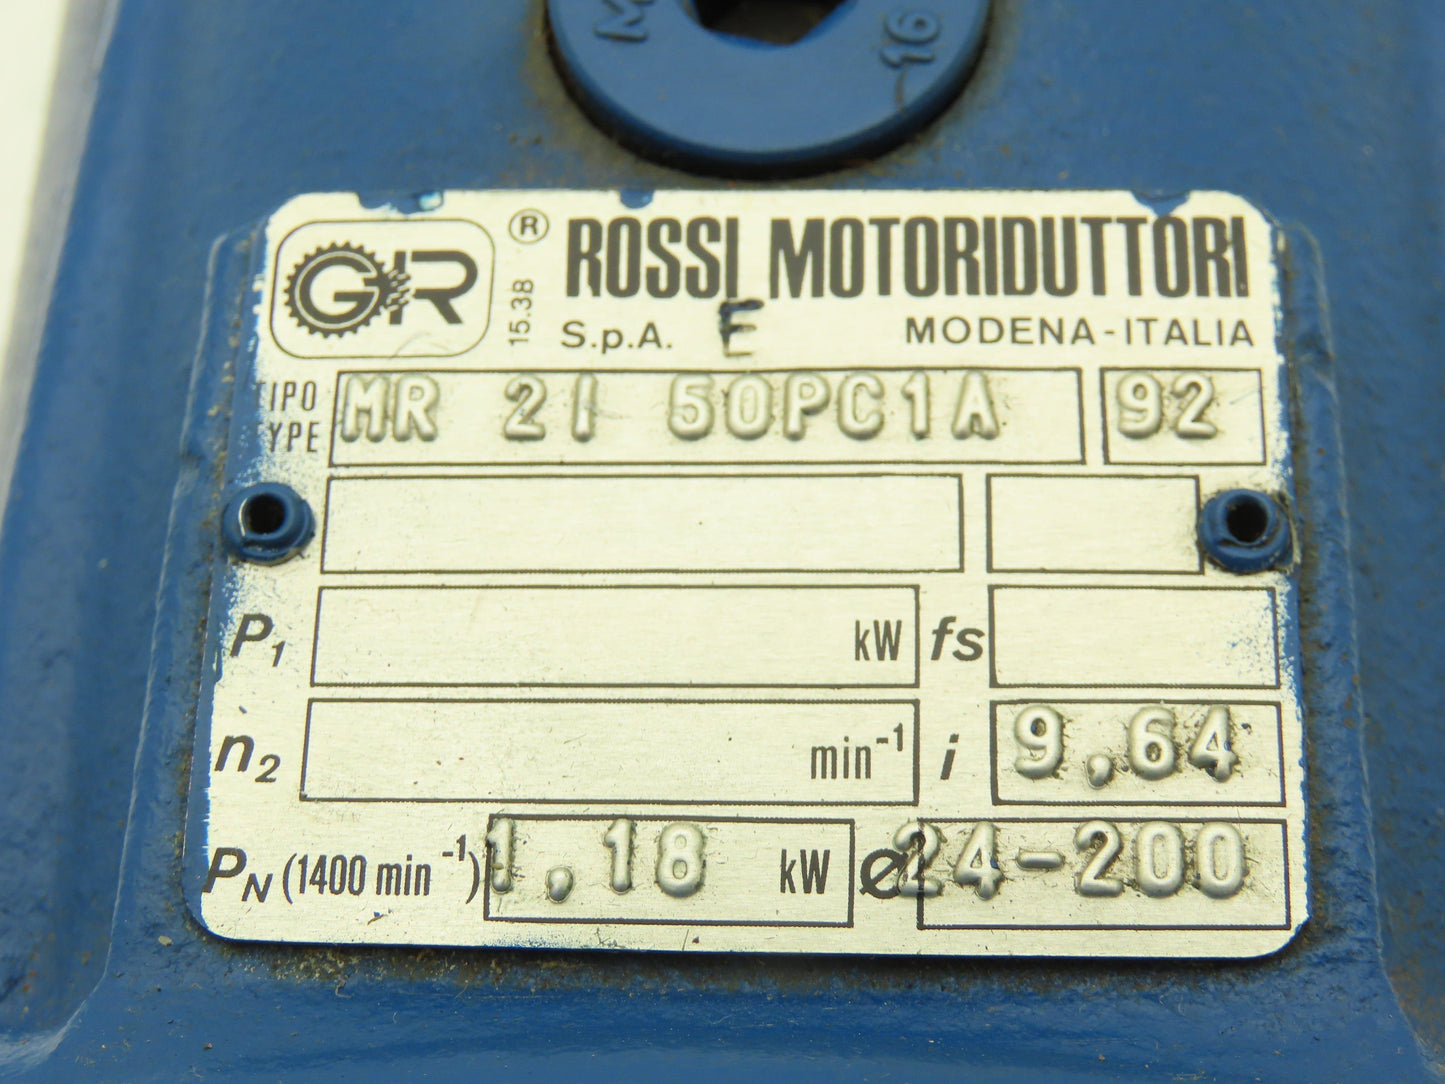 M 16
GR ® 15.38 ROSSI MOTORIDUTTORI
S.p.A. F MODENA-ITALIA
TIPO
TYPE MR 2I 50PC1A 92
P1 kW fs
n2 min-1 i 9,64
PN (1400 min-1) 1,18 kW ø 24-200